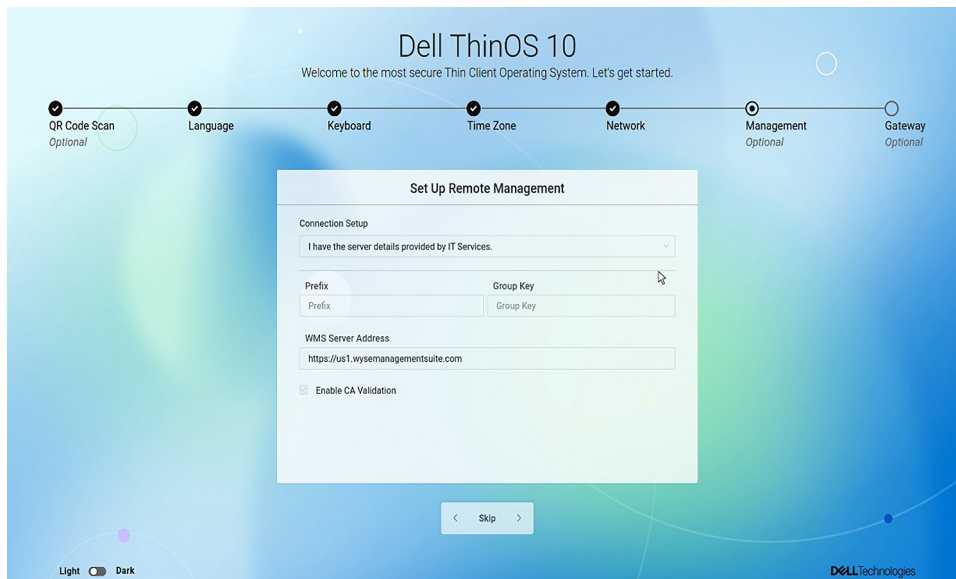 Dell ThinOS 10
Welcome to the most secure Thin Client Operating System. Let's get started.
QR Code Scan
Optional
Language
Keyboard
Time Zone
Network
Management
Optional
Gateway
Optional
Set Up Remote Management
Connection Setup
I have the server details provided by IT Services.
Prefix
Group Key
Prefix
Group Key
WMS Server Address
https://us1.wysemanagementsuite.com
Enable CA Validation
< Skip >
Light Dark
DELLTechnologies